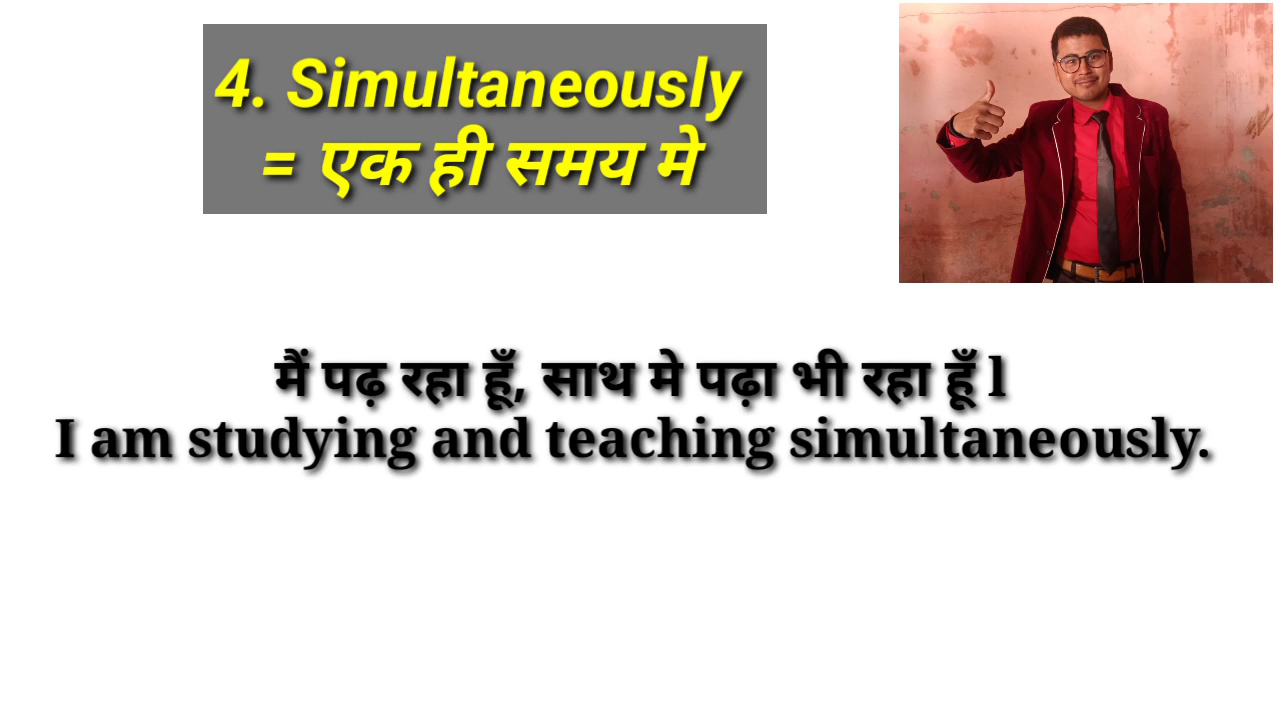 4. Simultaneously
= एक ही समय मे
मैं पढ़ रहा हूँ, साथ मे पढ़ा भी रहा हूँ l
I am studying and teaching simultaneously.